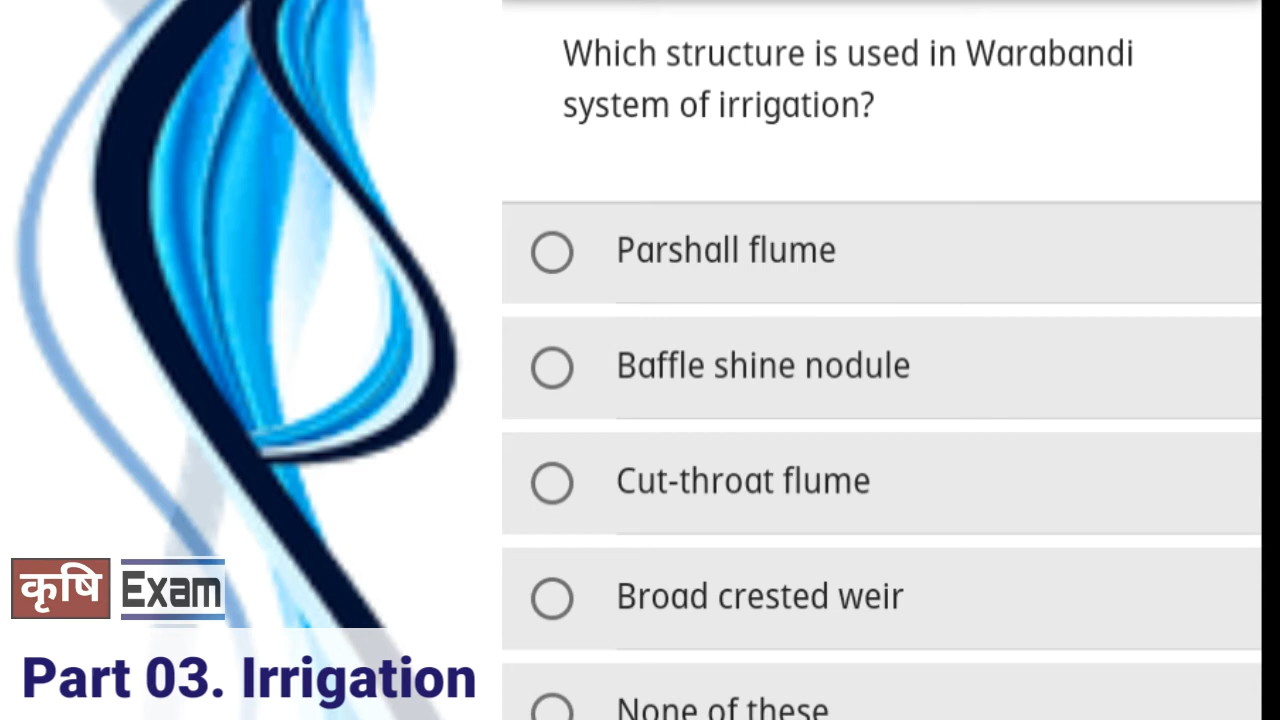 Which structure is used in Warabandi
system of irrigation?
Parshall flume
Baffle shine nodule
Cut-throat flume
Broad crested weir
None of these
कृषि Exam
Part 03. Irrigation